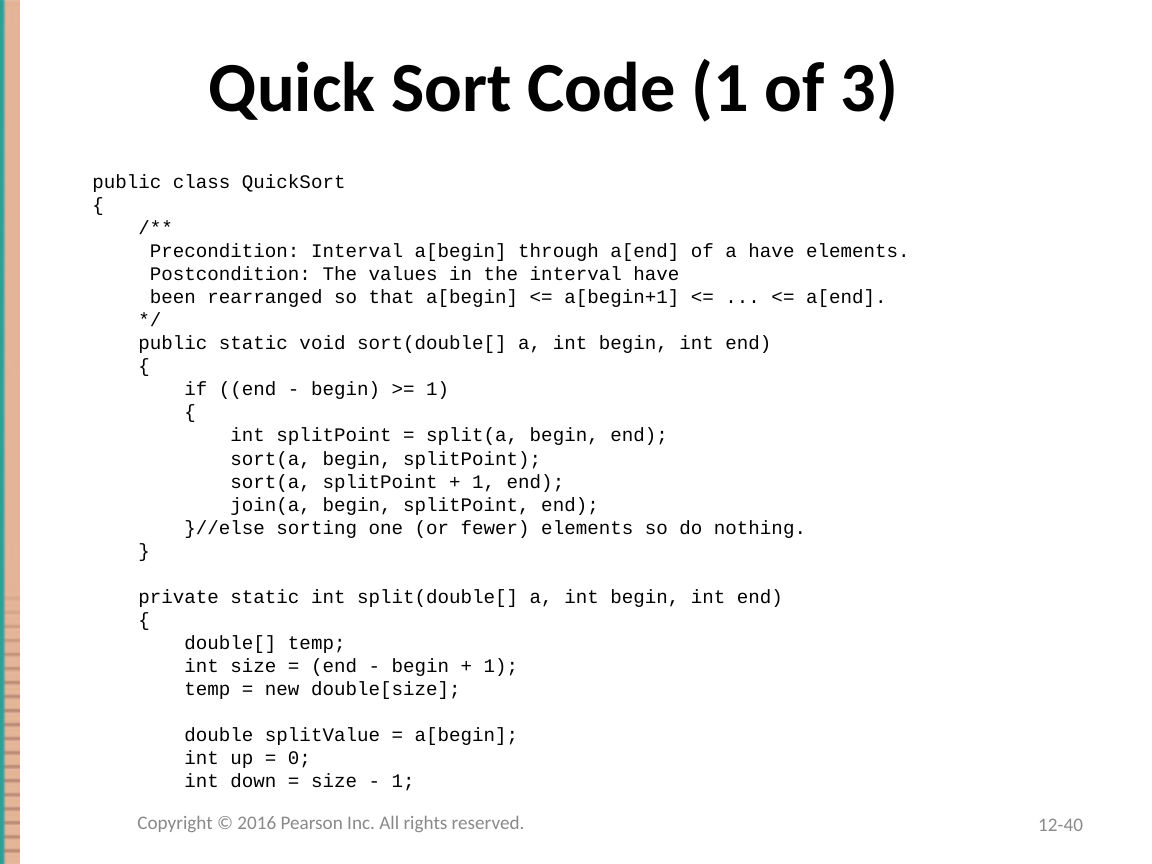 Quick Sort Code (1 of 3)
public class QuickSort
{
    /**
     Precondition: Interval a[begin] through a[end] of a have elements.
     Postcondition: The values in the interval have
     been rearranged so that a[begin] <= a[begin+1] <= ... <= a[end].
    */
    public static void sort(double[] a, int begin, int end)
    {
        if ((end - begin) >= 1)
        {
            int splitPoint = split(a, begin, end);
            sort(a, begin, splitPoint);
            sort(a, splitPoint + 1, end);
            join(a, begin, splitPoint, end);
        }//else sorting one (or fewer) elements so do nothing.
    }

    private static int split(double[] a, int begin, int end)
    {
        double[] temp;
        int size = (end - begin + 1);
        temp = new double[size];

        double splitValue = a[begin];
        int up = 0;
        int down = size - 1;
Copyright © 2016 Pearson Inc. All rights reserved.
12-40